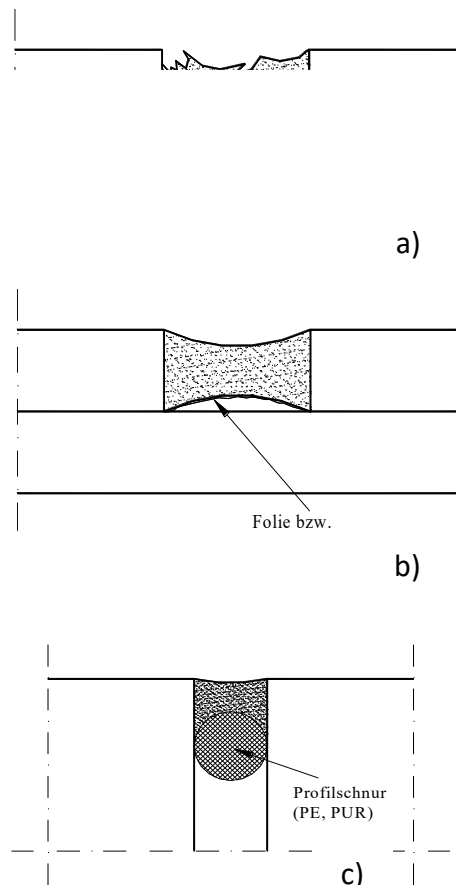 a)
Folie bzw.
b)
Profilschnur
(PE, PUR)
c)